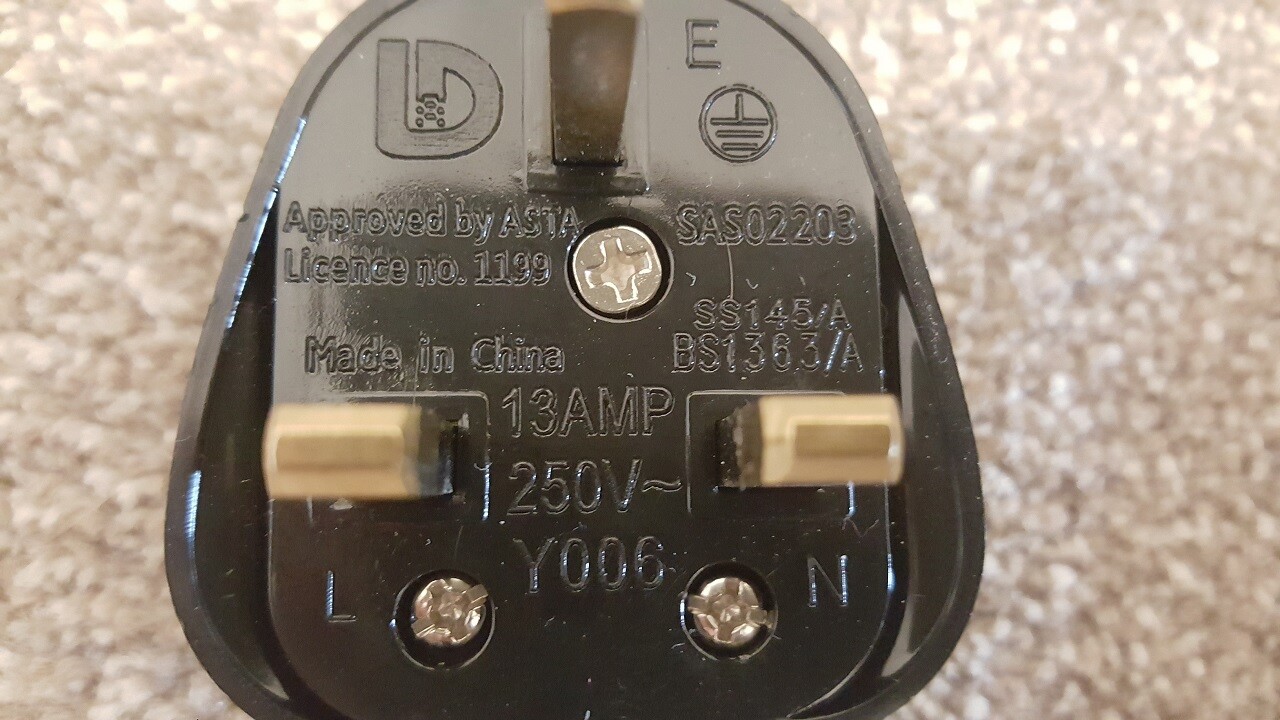 E
Approved by ASTA
Licence no. 1199
SAS02203
SS145/A
BS1363/A
Made in China
13AMP
250V~
Y006
L
N